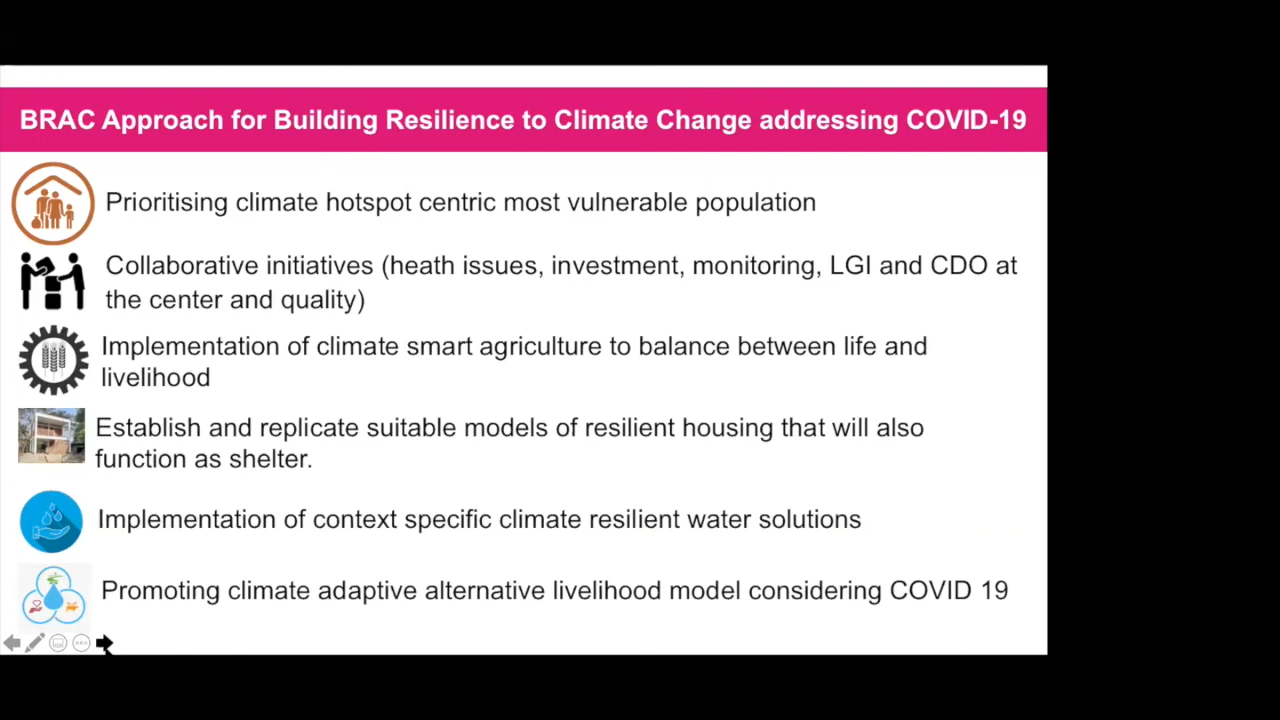 BRAC Approach for Building Resilience to Climate Change addressing COVID-19
Prioritising climate hotspot centric most vulnerable population
Collaborative initiatives (heath issues, investment, monitoring, LGI and CDO at
the center and quality)
Implementation of climate smart agriculture to balance between life and
livelihood
Establish and replicate suitable models of resilient housing that will also
function as shelter.
Implementation of context specific climate resilient water solutions
Promoting climate adaptive alternative livelihood model considering COVID 19